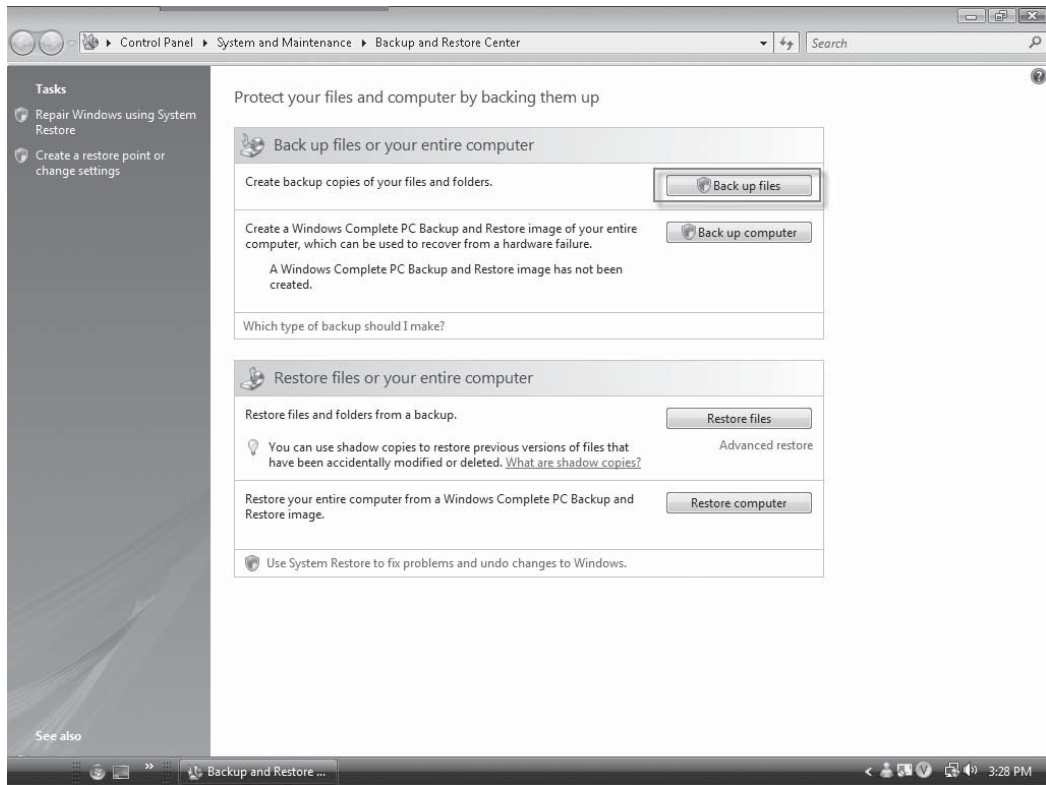 Control Panel ▸ System and Maintenance ▸ Backup and Restore Center
Search
Tasks
Repair Windows using System
Restore
Create a restore point or
change settings
See also
Protect your files and computer by backing them up
Back up files or your entire computer
Create backup copies of your files and folders.
Back up files
Create a Windows Complete PC Backup and Restore image of your entire
computer, which can be used to recover from a hardware failure.
Back up computer
A Windows Complete PC Backup and Restore image has not been
created.
Which type of backup should I make?
Restore files or your entire computer
Restore files and folders from a backup.
Restore files
You can use shadow copies to restore previous versions of files that
have been accidentally modified or deleted. What are shadow copies?
Advanced restore
Restore your entire computer from a Windows Complete PC Backup and
Restore image.
Restore computer
Use System Restore to fix problems and undo changes to Windows.
Backup and Restore ...
3:28 PM